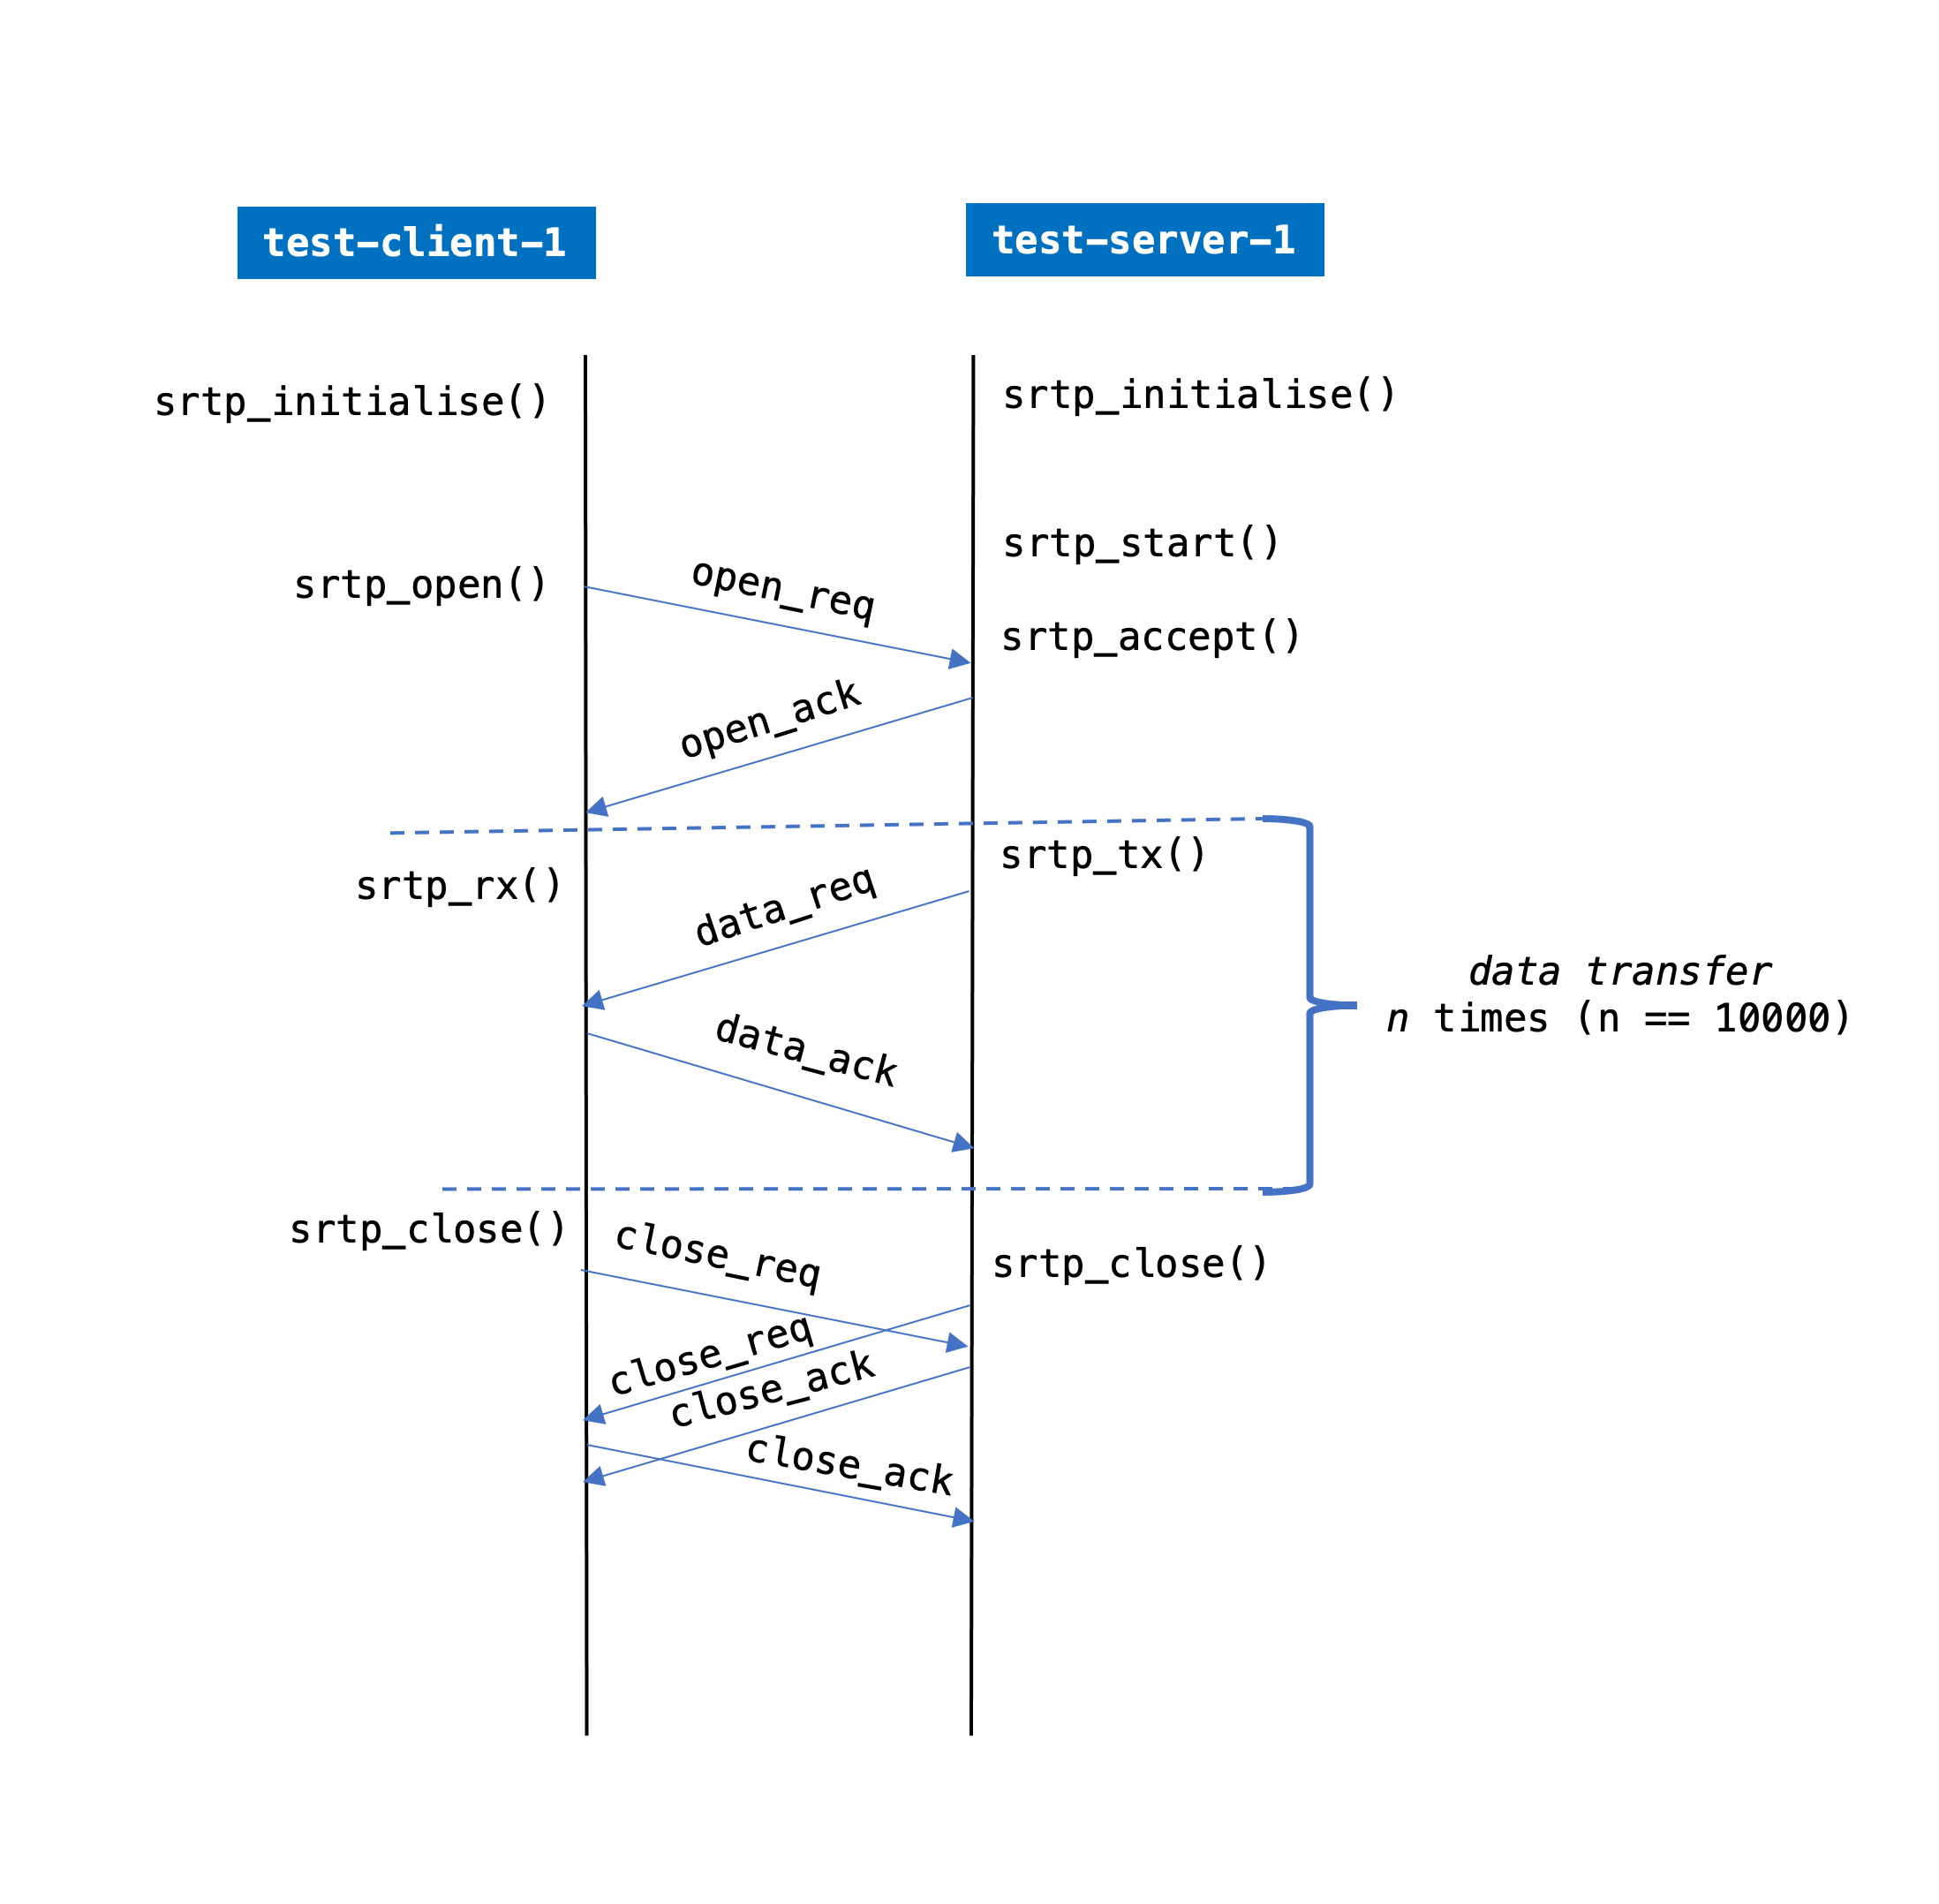 test-client-1
test-server-1
srtp_initialise()
srtp_initialise()
srtp_start()
srtp_open()
open_req
srtp_accept()
open_ack
srtp_tx()
srtp_rx()
data_req
data transfer
n times (n == 10000)
data_ack
srtp_close()
close_req
srtp_close()
close_req
close_ack
close_ack